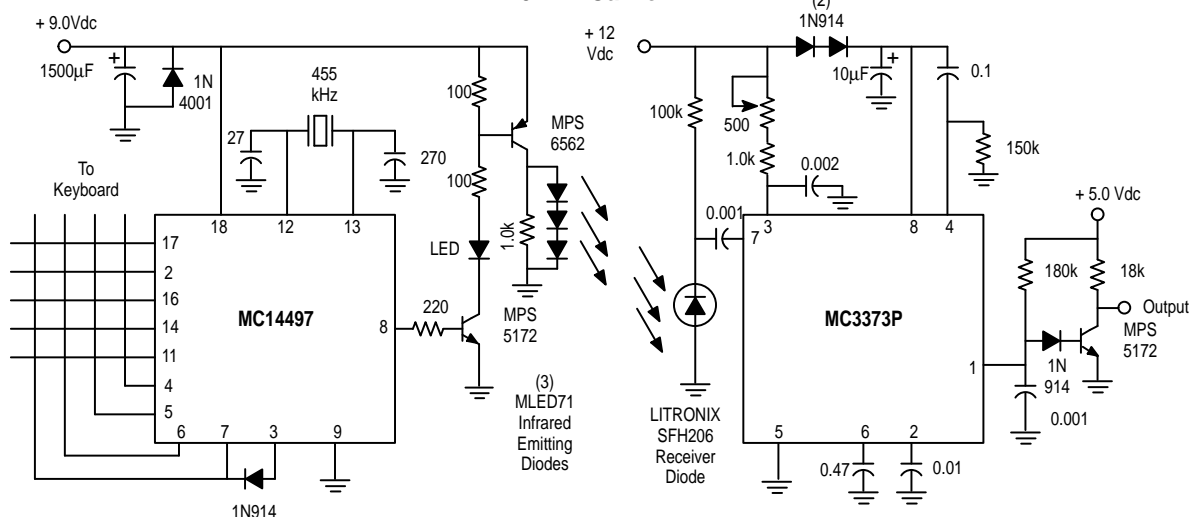 (2)
+ 9.0Vdc
1500µF
+
1N
4001
455
kHz
27
270
100
100
MPS
6562
+ 12
Vdc
1N914
10µF
+
0.1
100k
500
1.0k
0.002
150k
To
Keyboard
18
12
13
17
2
16
14
11
4
5
6
7
3
9
8
MC14497
1N914
220
LED
1.0k
MPS
5172
(3)
MLED71
Infrared
Emitting
Diodes
0.001
7
3
8
4
MC3373P
1
5
6
2
0.47
0.01
LITRONIX
SFH206
Receiver
Diode
+ 5.0 Vdc
180k
18k
Output
MPS
5172
1N
914
0.001